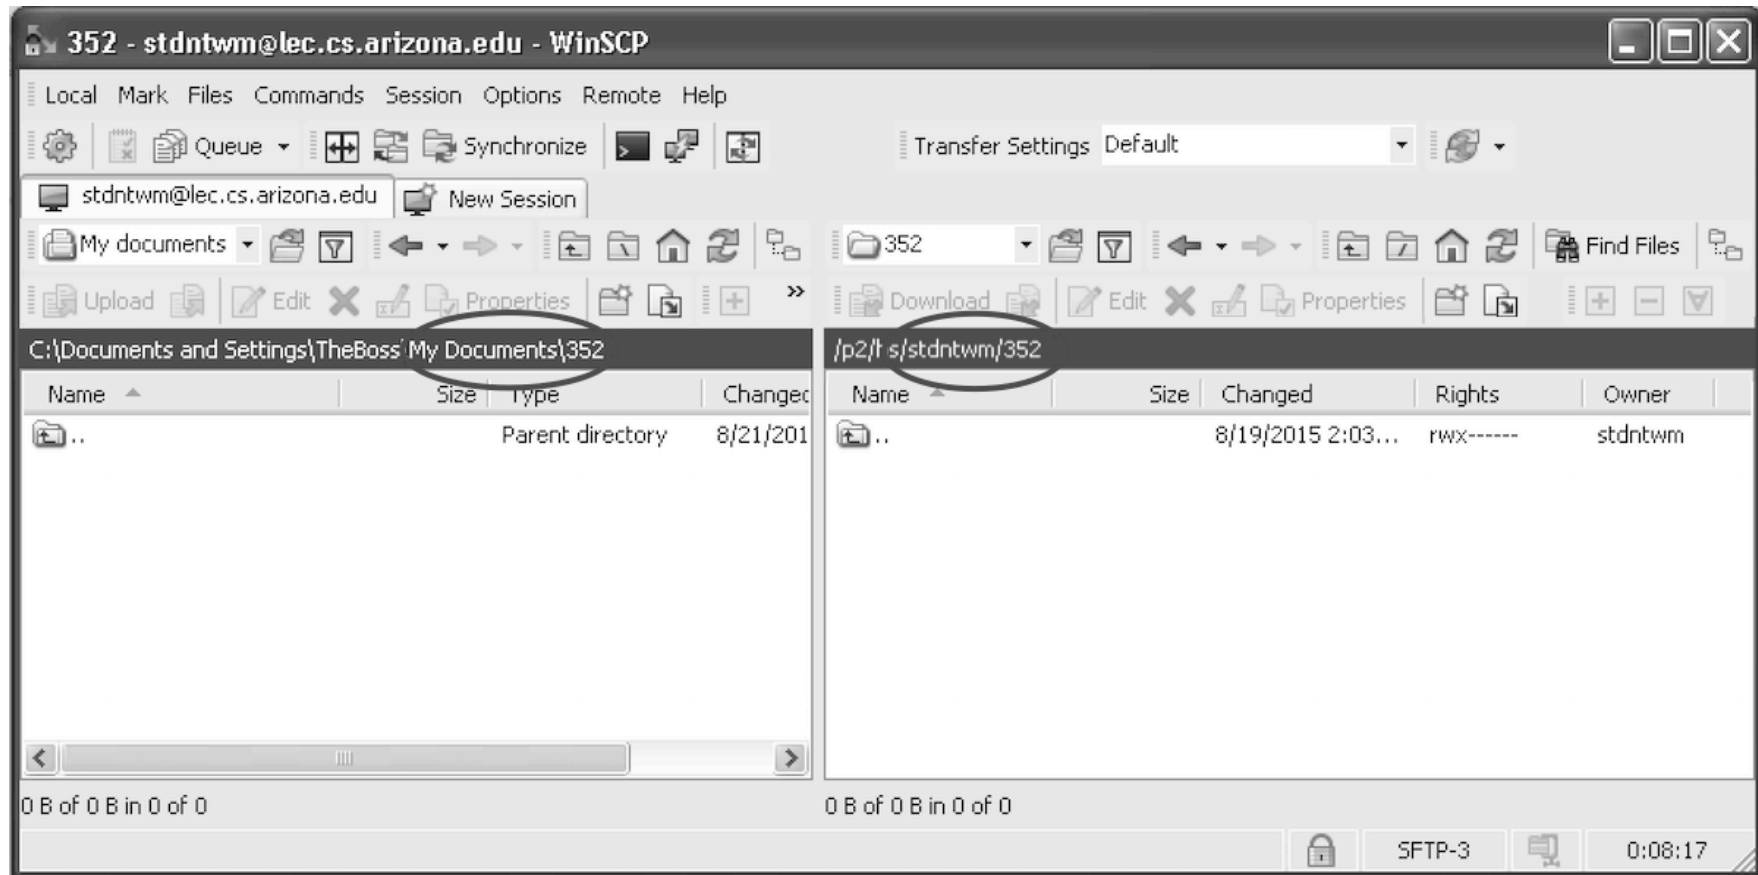 352 - stdntwm@lec.cs.arizona.edu - WinSCP
Local Mark Files Commands Session Options Remote Help
Queue Synchronize Transfer Settings Default
stdntwm@lec.cs.arizona.edu New Session
My documents 352 Find Files
Upload Edit Properties » Download Edit Properties
C:\Documents and Settings\TheBoss My Documents\352 /p2/h s/stdntwm/352
Name Size Type Changed Name Size Changed Rights Owner
.. Parent directory 8/21/201 .. 8/19/2015 2:03... rwx------ stdntwm
0 B of 0 B in 0 of 0 0 B of 0 B in 0 of 0
SFTP-3 0:08:17